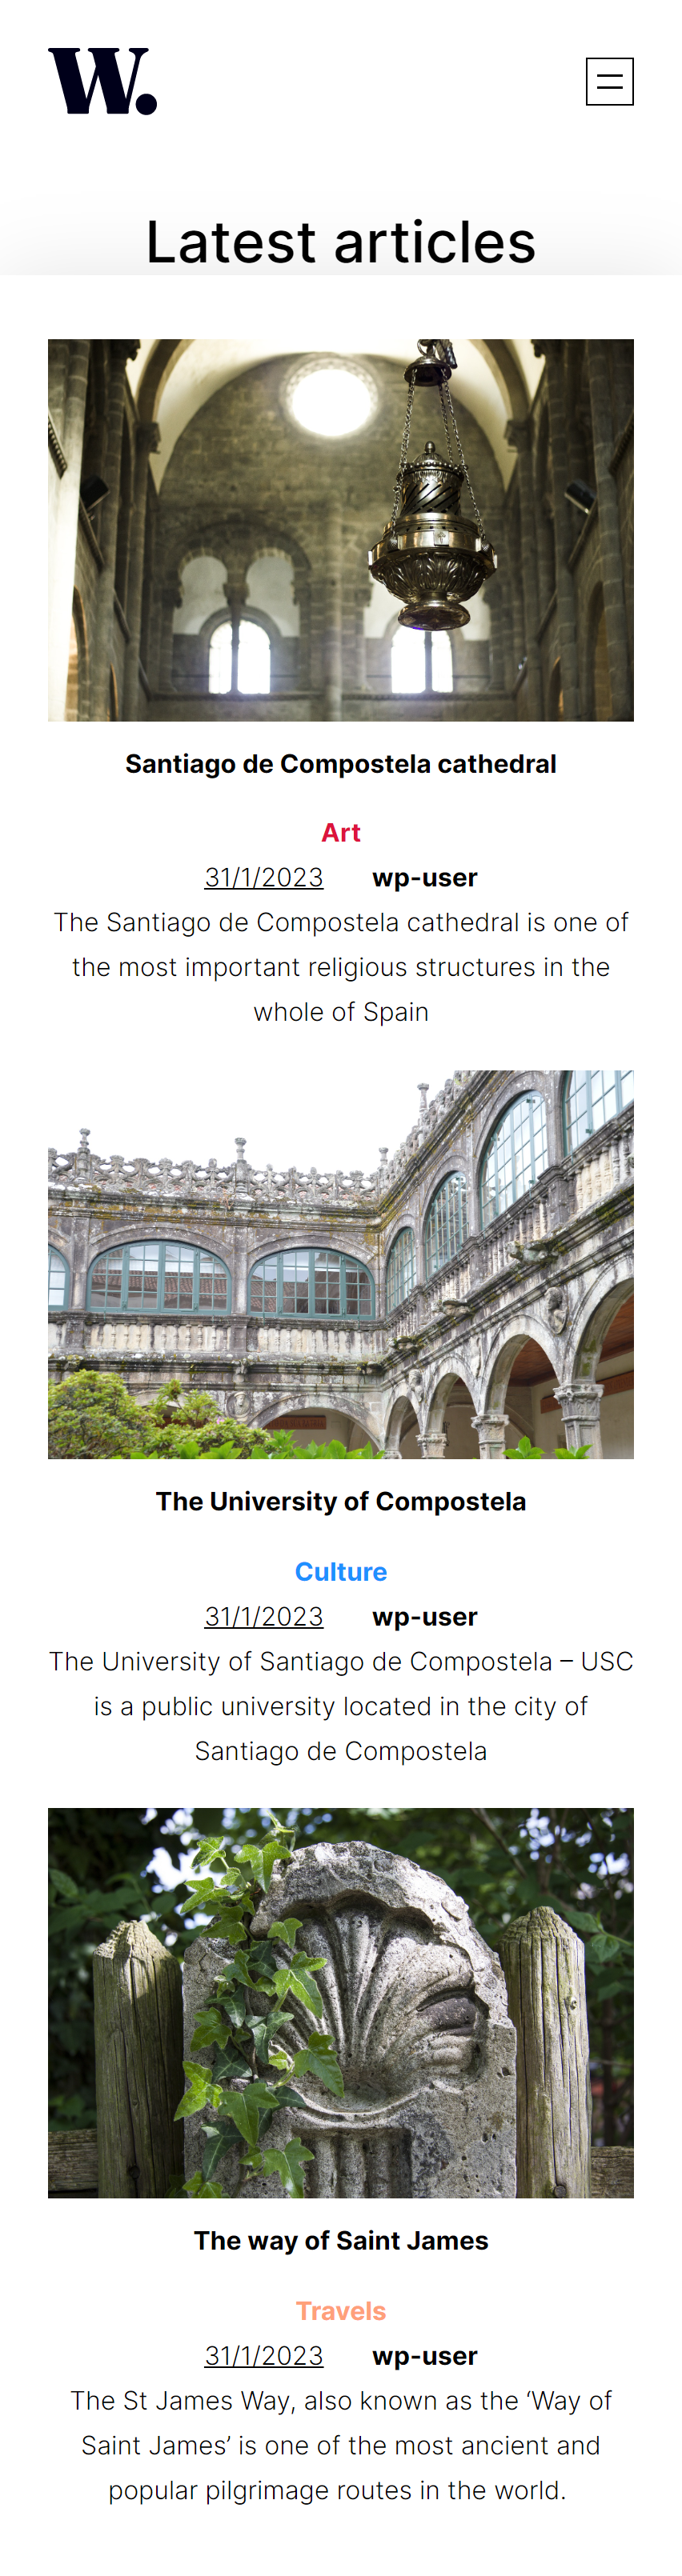 W.
Latest articles
Santiago de Compostela cathedral
Art
31/1/2023 wp-user
The Santiago de Compostela cathedral is one of
the most important religious structures in the
whole of Spain
The University of Compostela
Culture
31/1/2023 wp-user
The University of Santiago de Compostela – USC
is a public university located in the city of
Santiago de Compostela
The way of Saint James
Travels
31/1/2023 wp-user
The St James Way, also known as the ‘Way of
Saint James’ is one of the most ancient and
popular pilgrimage routes in the world.